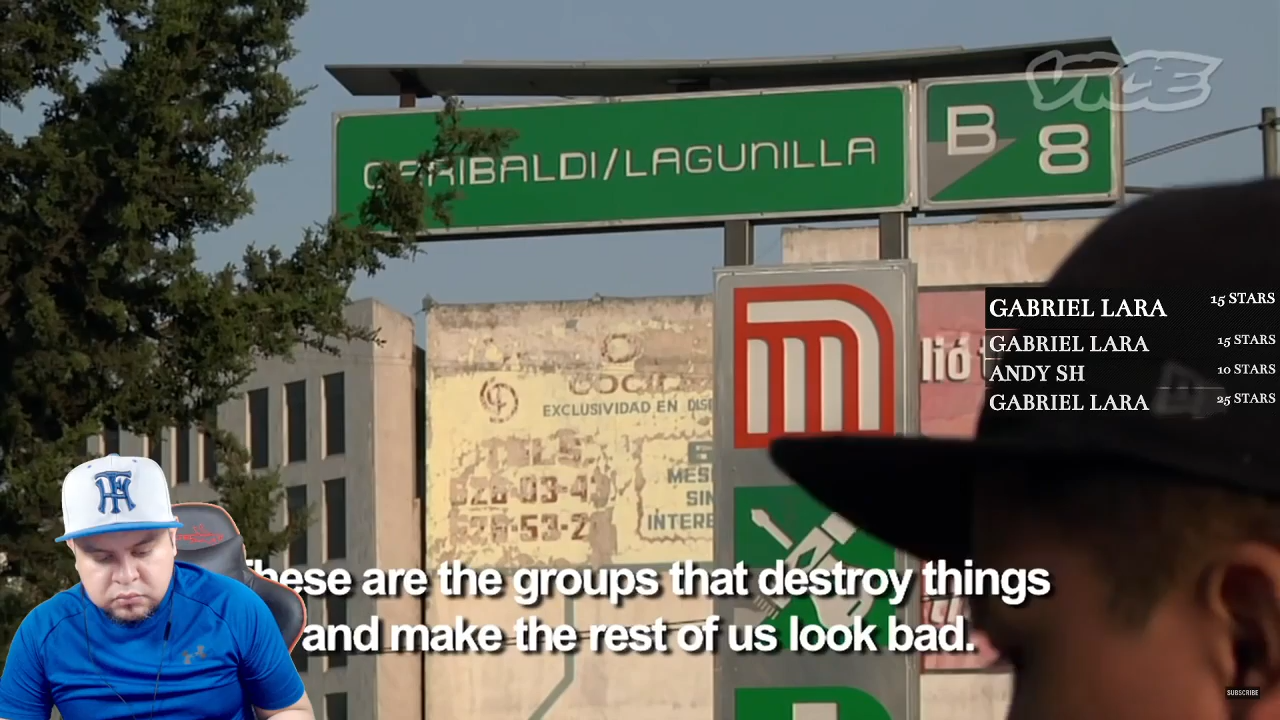 VICE
GARIBALDI/LAGUNILLA
B
8
GABRIEL LARA 15 STARS
GABRIEL LARA 15 STARS
ANDY SH 10 STARS
GABRIEL LARA 25 STARS
lió
EXCLUSIVIDAD EN
TELS
MES
SIN
INTERE
These are the groups that destroy things
and make the rest of us look bad.
SUBSCRIBE